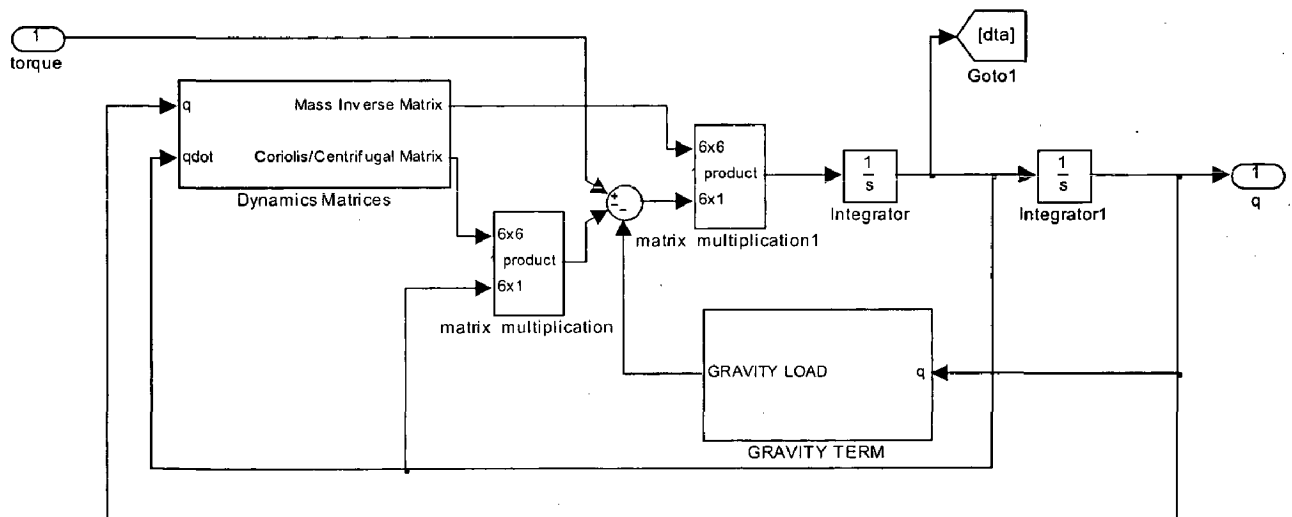 1
torque
[dta]
Goto1
q
Mass Inverse Matrix
qdot
Coriolis/Centrifugal Matrix
Dynamics Matrices
6x6
product
6x1
matrix multiplication1
1
s
Integrator
1
s
Integrator1
1
q
+
-
-
6x6
product
6x1
matrix multiplication
GRAVITY LOAD
q
GRAVITY TERM